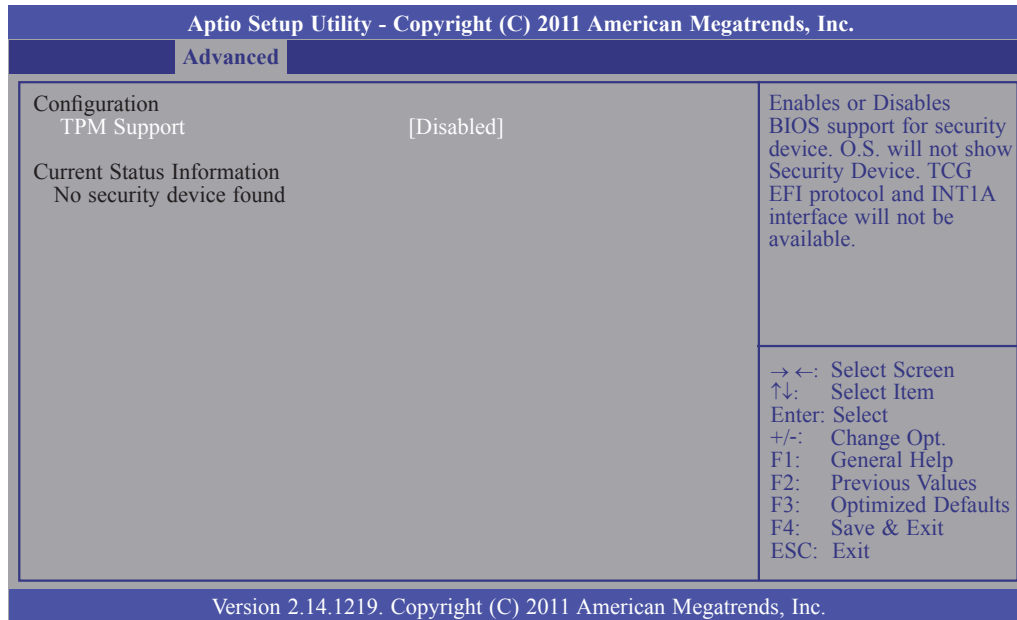 Aptio Setup Utility - Copyright (C) 2011 American Megatrends, Inc.
Advanced
Configuration
TPM Support [Disabled]
Current Status Information
No security device found
Enables or Disables
BIOS support for security
device. O.S. will not show
Security Device. TCG
EFI protocol and INT1A
interface will not be
available.
→ ←: Select Screen
↑↓: Select Item
Enter: Select
+/-: Change Opt.
F1: General Help
F2: Previous Values
F3: Optimized Defaults
F4: Save & Exit
ESC: Exit
Version 2.14.1219. Copyright (C) 2011 American Megatrends, Inc.